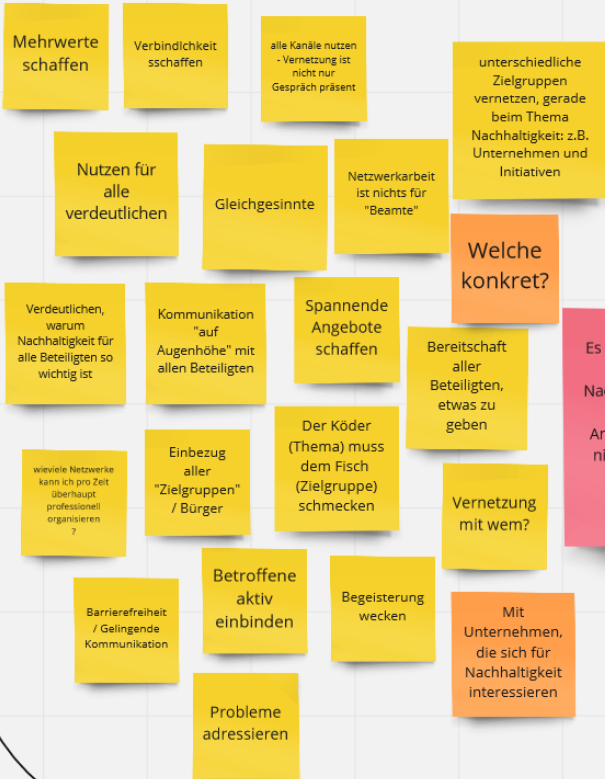 Mehrwerte
schaffen
Verbindlchkeit
sschaffen
alle Kanäle nutzen
- Vernetzung ist
nicht nur
Gespräch präsent
unterschiedliche
Zielgruppen
vernetzen, gerade
beim Thema
Nachhaltigkeit: z.B.
Unternehmen und
Initiativen
Nutzen für
alle
verdeutlichen
Gleichgesinnte
Netzwerkarbeit
ist nichts für
"Beamte"
Welche
konkret?
Verdeutlichen,
warum
Nachhaltigkeit für
alle Beteiligten so
wichtig ist
Kommunikation
"auf
Augenhöhe" mit
allen Beteiligten
Spannende
Angebote
schaffen
Bereitschaft
aller
Beteiligten,
etwas zu
geben
Es
wieviele Netzwerke
kann ich pro Zeit
überhaupt
professionell
organisieren
?
Einbezug
aller
"Zielgruppen"
/ Bürger
Der Köder
(Thema) muss
dem Fisch
(Zielgruppe)
schmecken
Vernetzung
mit wem?
Barrierefreiheit
/ Gelingende
Kommunikation
Betroffene
aktiv
einbinden
Begeisterung
wecken
Mit
Unternehmen,
die sich für
Nachhaltigkeit
interessieren
Probleme
adressieren